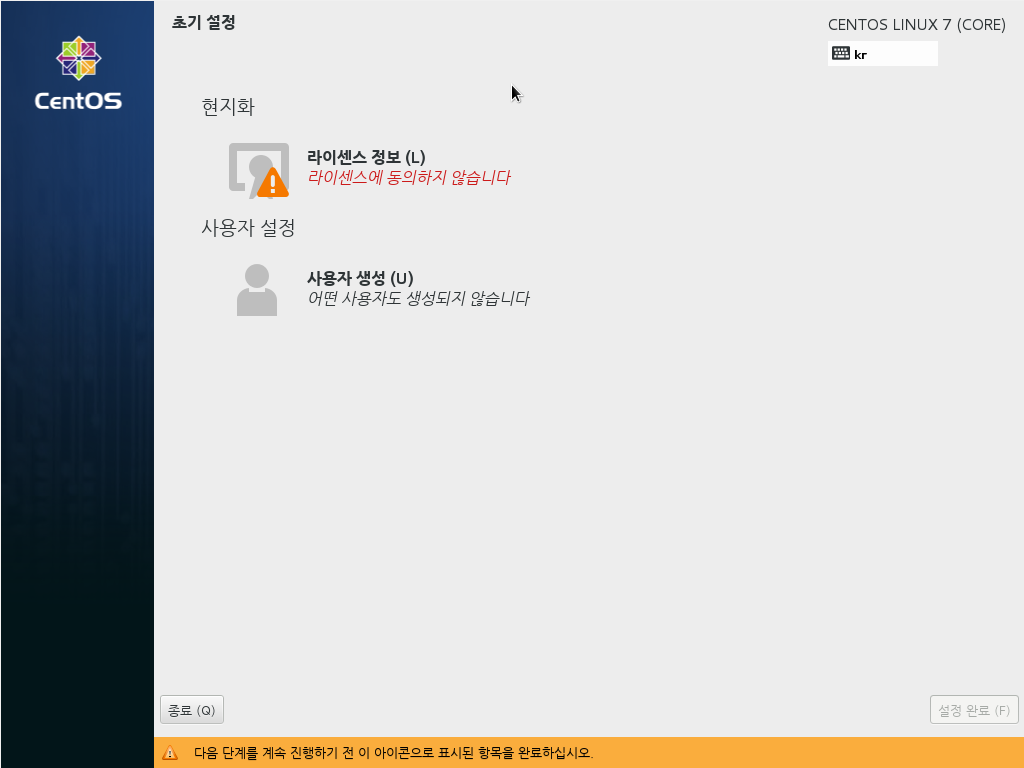 초기 설정
CENTOS LINUX 7 (CORE)
kr
CentOS
현지화
라이센스 정보 (L)
라이센스에 동의하지 않습니다
사용자 설정
사용자 생성 (U)
어떤 사용자도 생성되지 않습니다
종료 (Q)
설정 완료 (F)
다음 단계를 계속 진행하기 전 이 아이콘으로 표시된 항목을 완료하십시오.